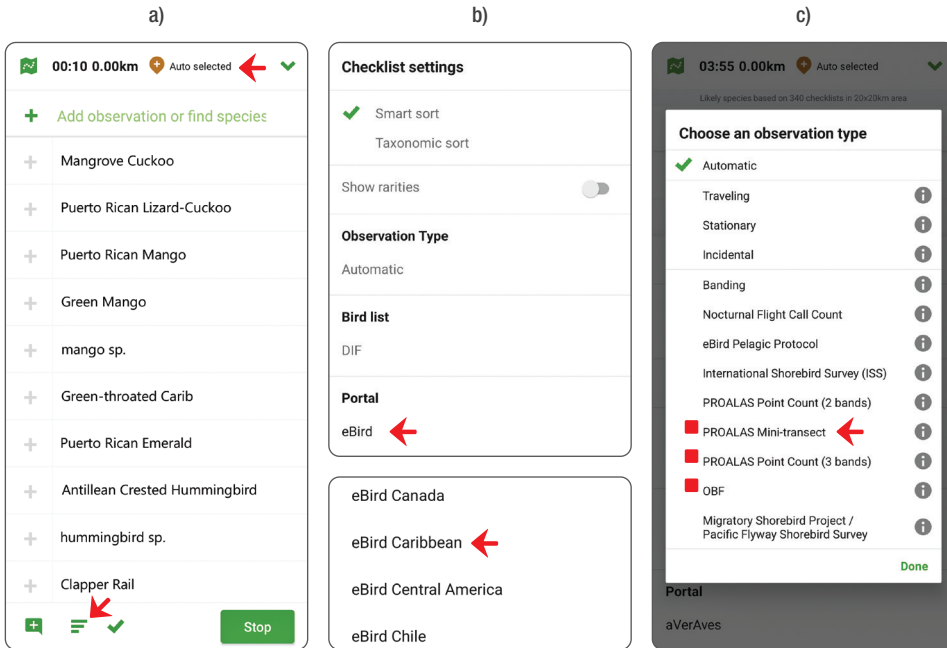 a)
00:10 0.00km Auto selected
Add observation or find species
Mangrove Cuckoo
Puerto Rican Lizard-Cuckoo
Puerto Rican Mango
Green Mango
mango sp.
Green-throated Carib
Puerto Rican Emerald
Antillean Crested Hummingbird
hummingbird sp.
Clapper Rail
Stop
b)
Checklist settings
Smart sort
Taxonomic sort
Show rarities
Observation Type
Automatic
Bird list
DIF
Portal
eBird
eBird Canada
eBird Caribbean
eBird Central America
eBird Chile
c)
03:55 0.00km Auto selected
Likely species based on 340 checklists in 20x20km area
Choose an observation type
Automatic
Traveling
Stationary
Incidental
Banding
Nocturnal Flight Call Count
eBird Pelagic Protocol
International Shorebird Survey (ISS)
PROALAS Point Count (2 bands)
PROALAS Mini-transect
PROALAS Point Count (3 bands)
OBF
Migratory Shorebird Project /
Pacific Flyway Shorebird Survey
Done
Portal
aVerAves